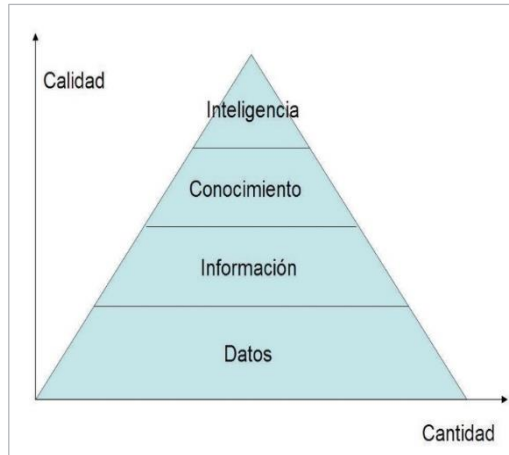 Calidad
Inteligencia
Conocimiento
Información
Datos
Cantidad